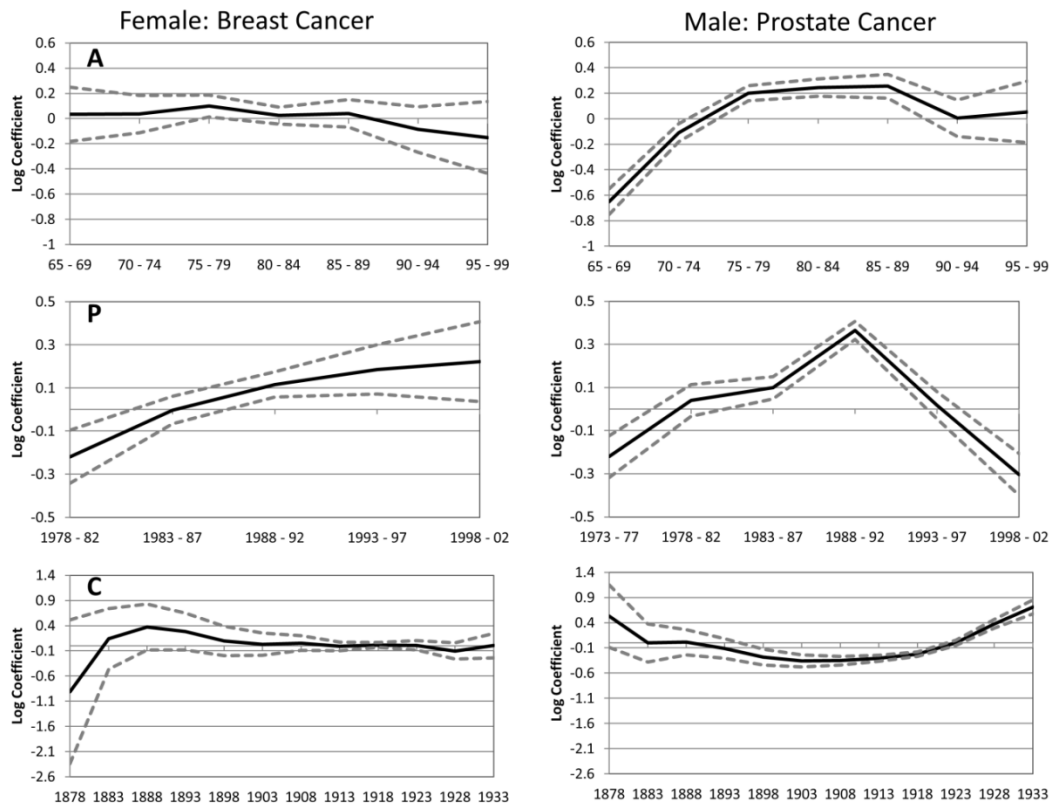 Female: Breast Cancer
A
Log Coefficient
0.6
0.4
0.2
0
-0.2
-0.4
-0.6
-0.8
-1
65 - 69 70 - 74 75 - 79 80 - 84 85 - 89 90 - 94 95 - 99
Male: Prostate Cancer
Log Coefficient
0.6
0.4
0.2
0
-0.2
-0.4
-0.6
-0.8
-1
65 - 69 70 - 74 75 - 79 80 - 84 85 - 89 90 - 94 95 - 99
P
Log Coefficient
0.5
0.3
0.1
-0.1
-0.3
-0.5
1978 - 82 1983 - 87 1988 - 92 1993 - 97 1998 - 02
Log Coefficient
0.5
0.3
0.1
-0.1
-0.3
-0.5
1973 - 77 1978 - 82 1983 - 87 1988 - 92 1993 - 97 1998 - 02
C
Log Coefficient
1.4
0.9
0.4
-0.1
-0.6
-1.1
-1.6
-2.1
-2.6
1878 1883 1888 1893 1898 1903 1908 1913 1918 1923 1928 1933
Log Coefficient
1.4
0.9
0.4
-0.1
-0.6
-1.1
-1.6
-2.1
-2.6
1878 1883 1888 1893 1898 1903 1908 1913 1918 1923 1928 1933